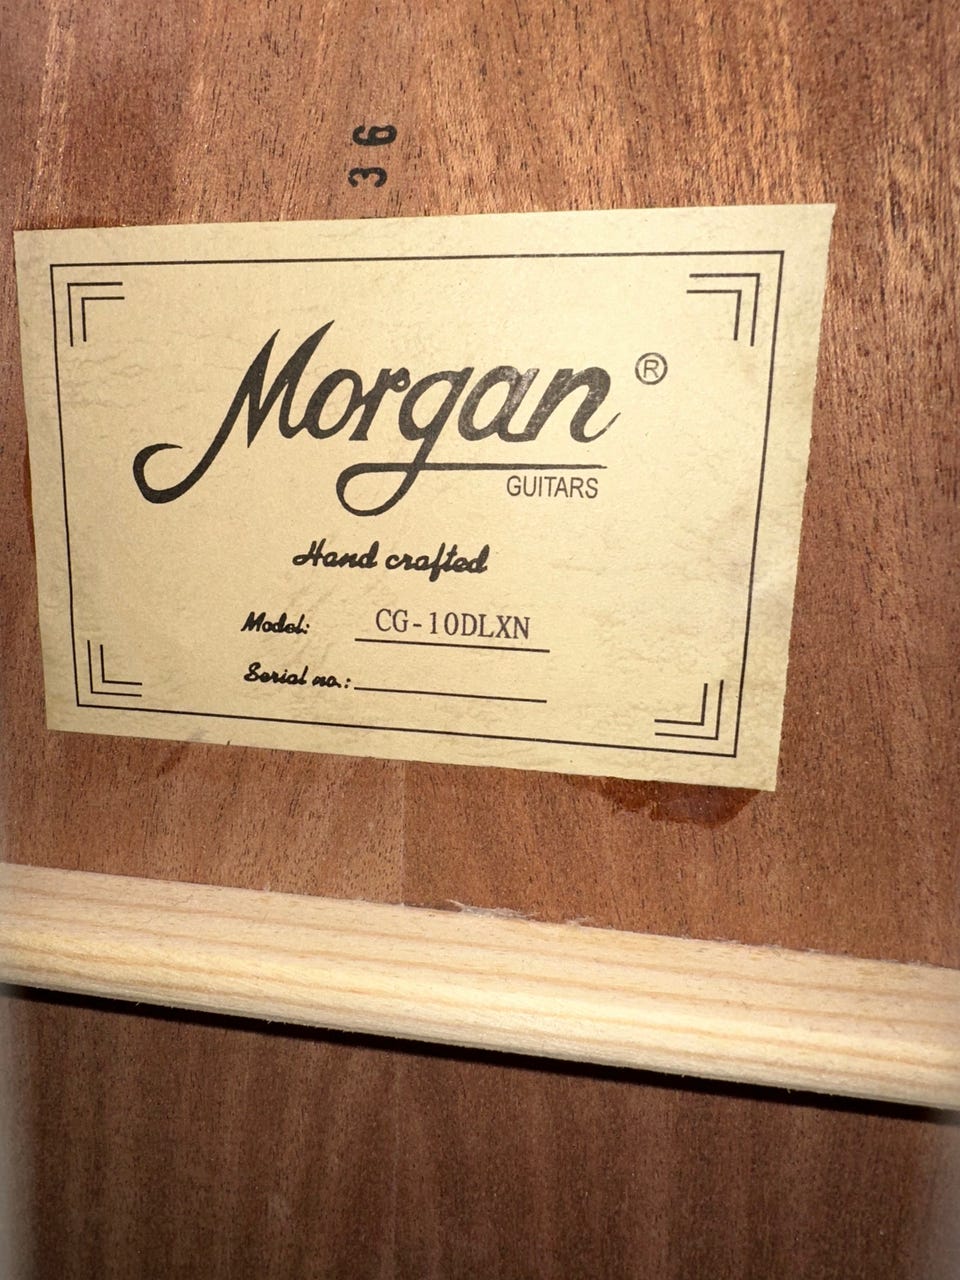 36
Morgan ®
GUITARS
Hand crafted
Model: CG-10DLXN
Serial no.: